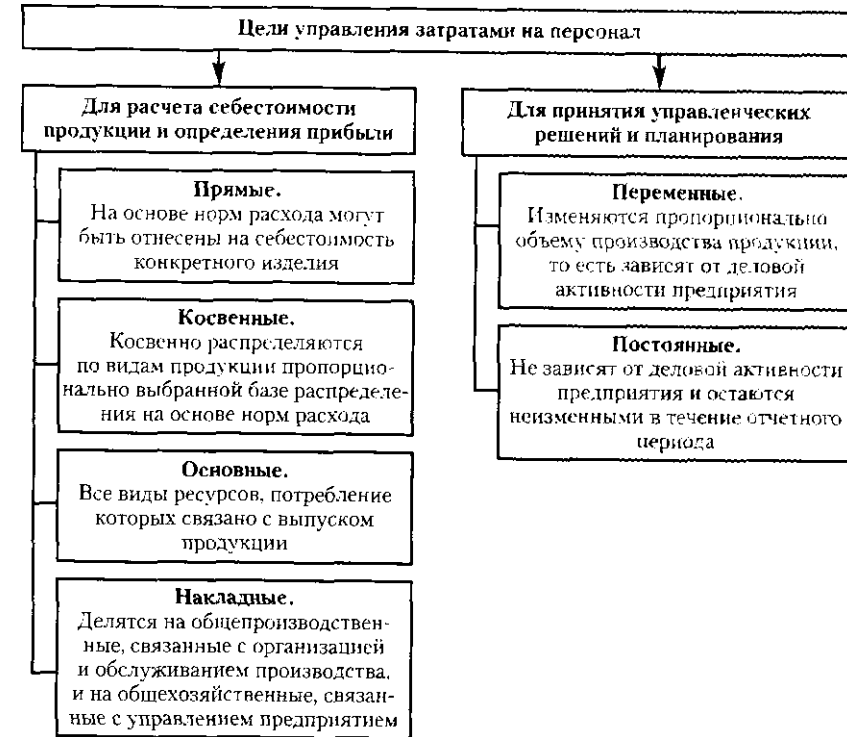 Цели управления затратами на персонал
Для расчета себестоимости
продукции и определения прибыли
Прямые.
На основе норм расхода могут
быть отнесены на себестоимость
конкретного изделия
Косвенные.
Косвенно распределяются
по видам продукции пропорцио-
нально выбранной базе распределе-
ния на основе норм расхода
Основные.
Все виды ресурсов, потребление
которых связано с выпуском
продукции
Накладные.
Делятся на общепроизводствен-
ные, связанные с организацией
и обслуживанием производства,
и на общехозяйственные, связан-
ные с управлением предприятием
Для принятия управленческих
решений и планирования
Переменные.
Изменяются пропорционально
объему производства продукции,
то есть зависят от деловой
активности предприятия
Постоянные.
Не зависят от деловой активности
предприятия и остаются
неизменными в течение отчетного
периода